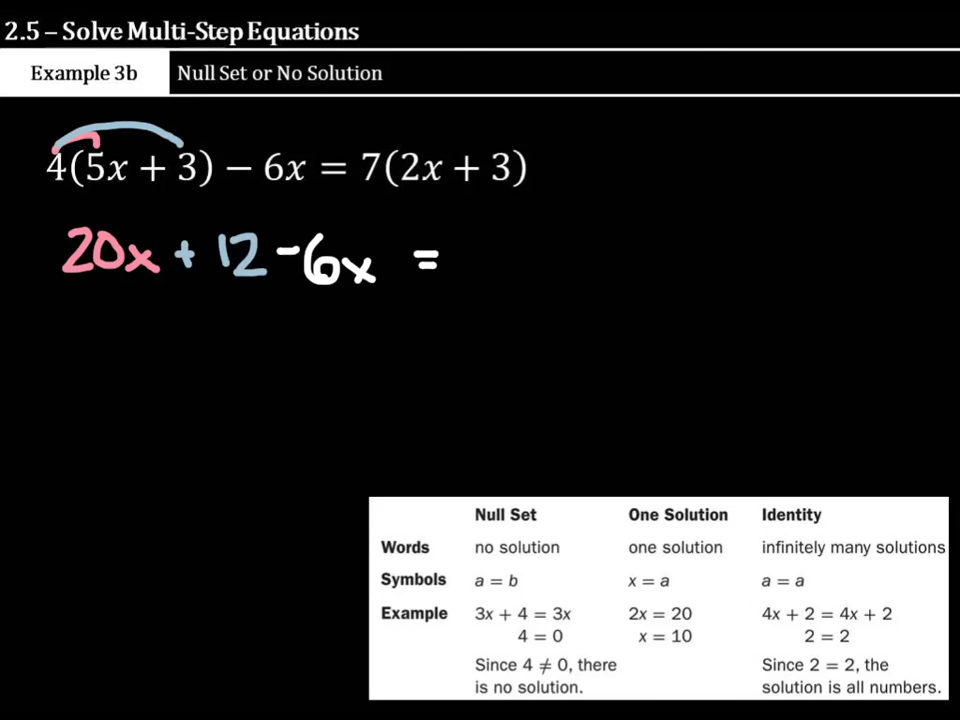 2.5 – Solve Multi-Step Equations
Example 3b Null Set or No Solution
4(5x + 3) − 6x = 7(2x + 3)
20x + 12 - 6x =
Null Set One Solution Identity
Words no solution one solution infinitely many solutions
Symbols a = b x = a a = a
Example 3x + 4 = 3x 2x = 20 4x + 2 = 4x + 2
4 = 0 x = 10 2 = 2
Since 4 ≠ 0, there Since 2 = 2, the
is no solution. solution is all numbers.